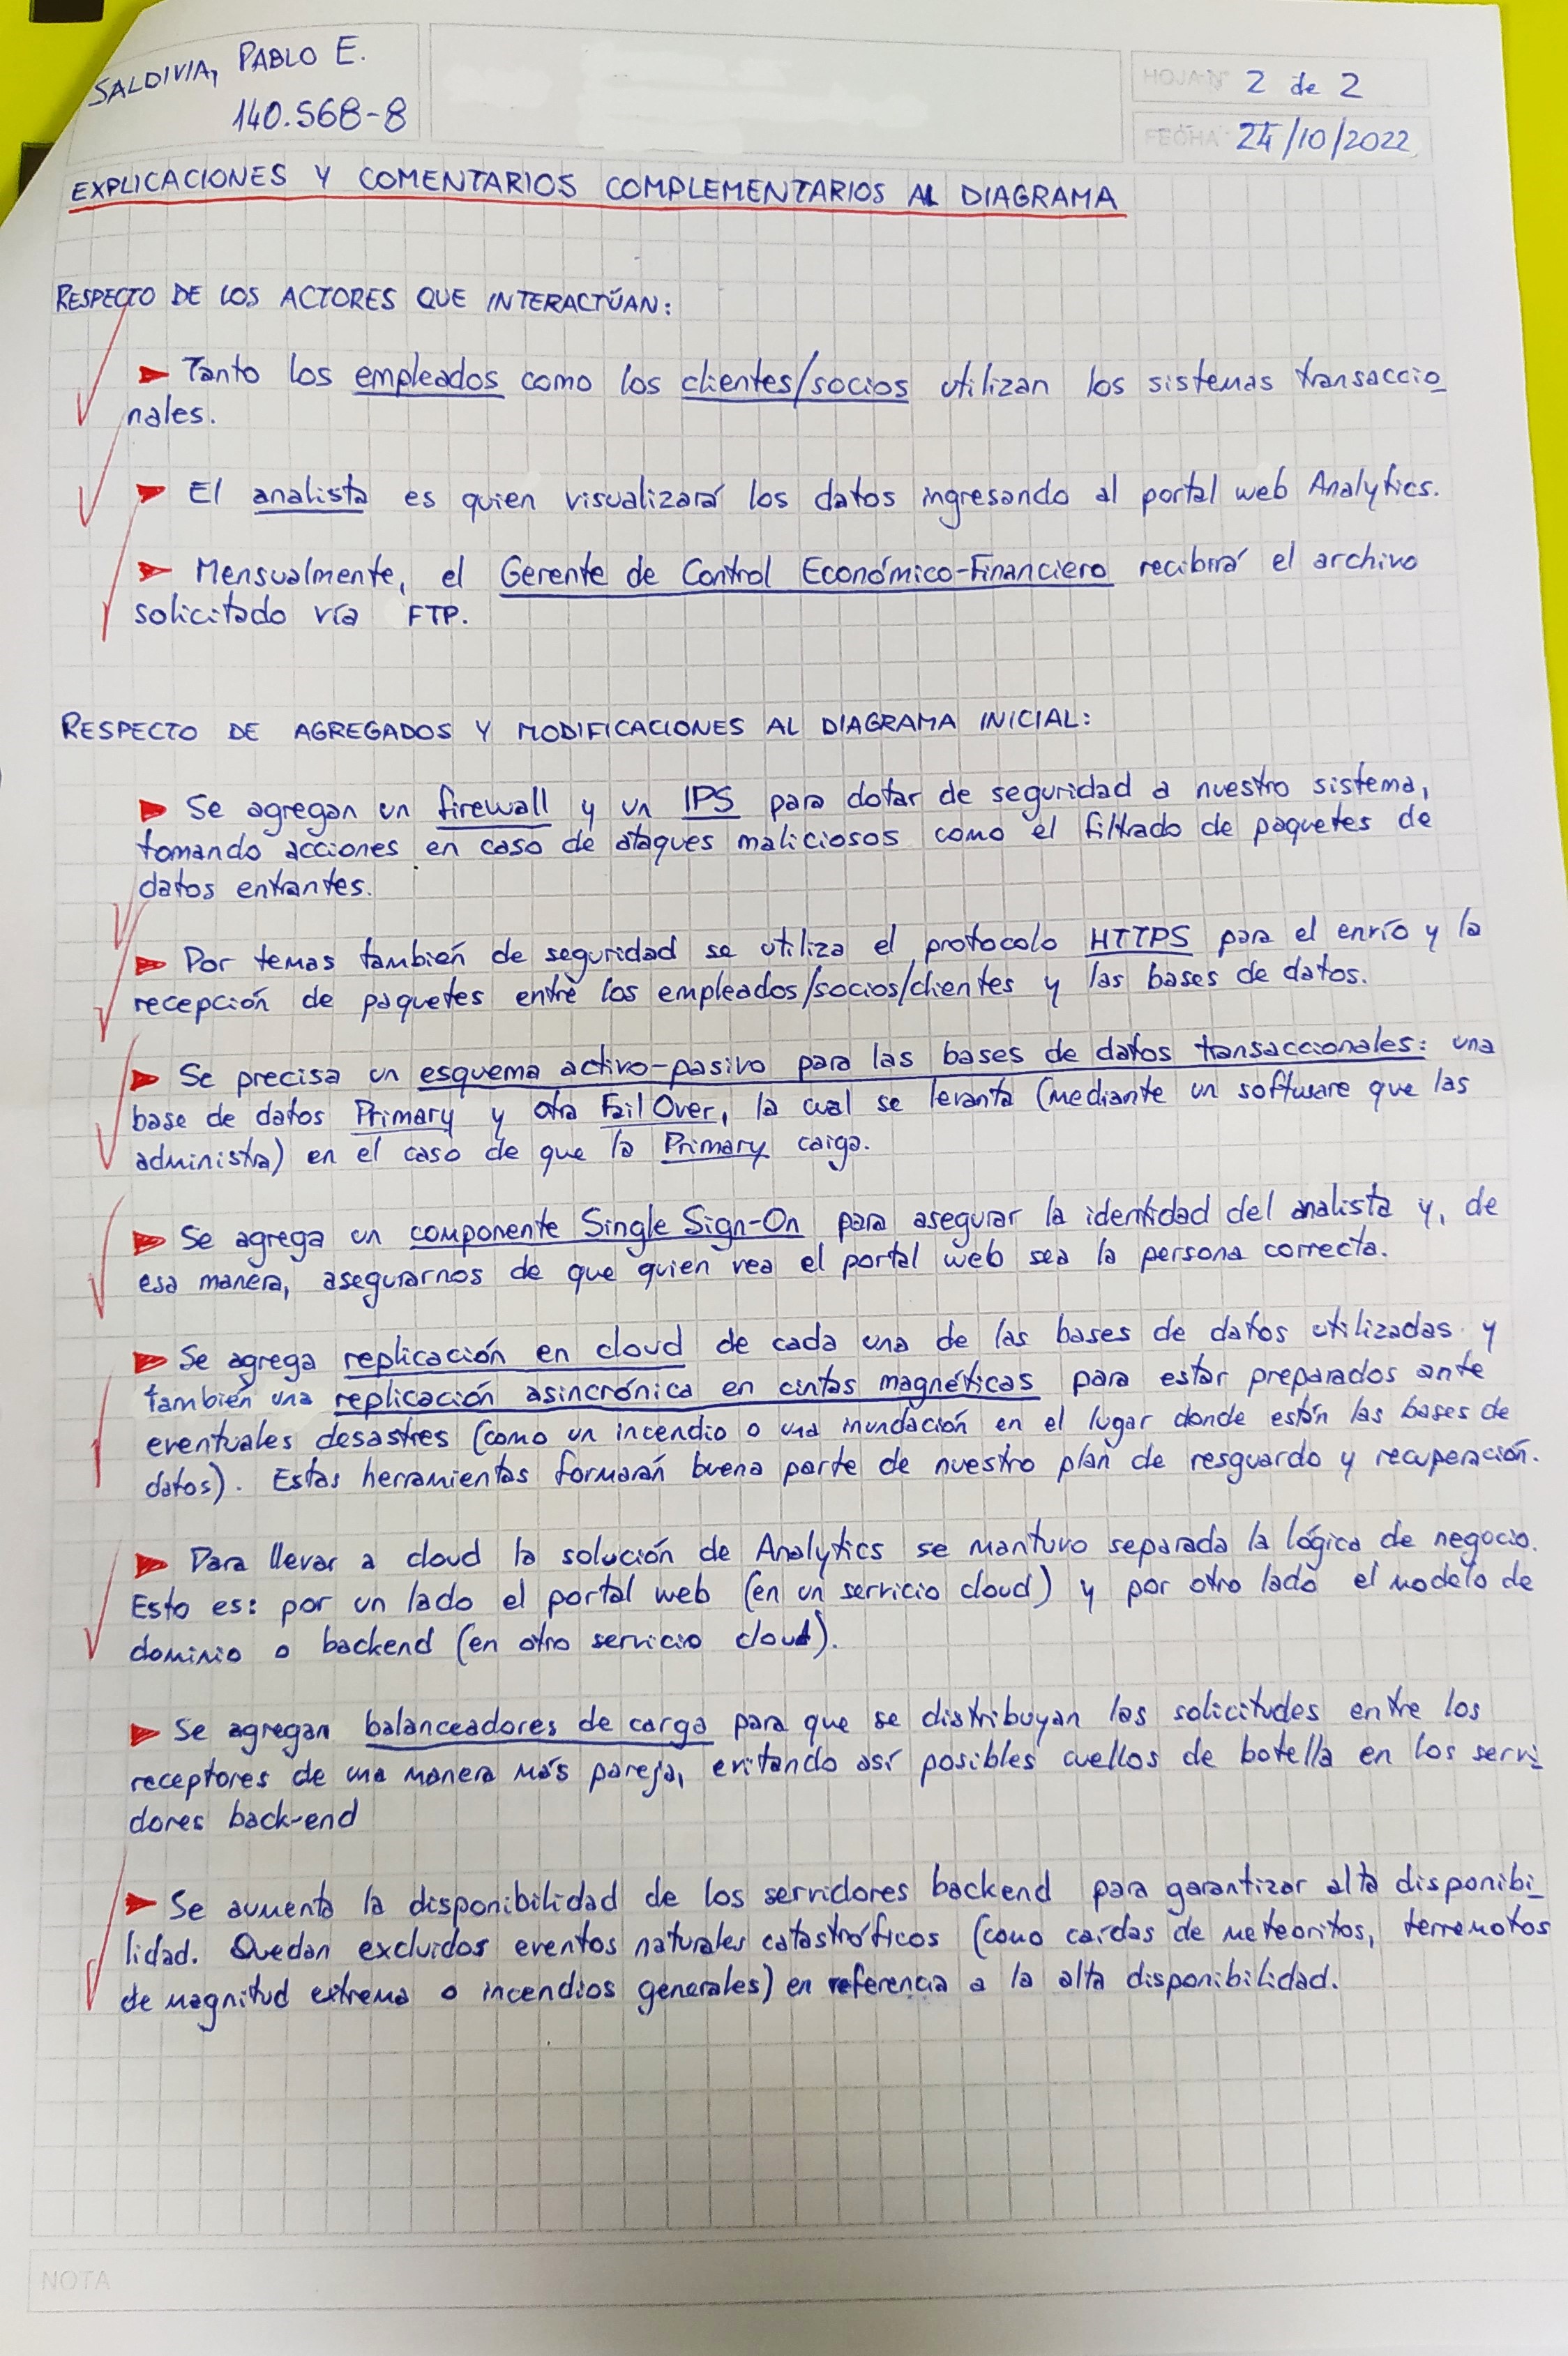 SALDIVIA, PABLO E.
140.568-8
HOJA Nº 2 de 2
FECHA 24/10/2022
EXPLICACIONES Y COMENTARIOS COMPLEMENTARIOS AL DIAGRAMA
RESPECTO DE LOS ACTORES QUE INTERACTÚAN:
► Tanto los empleados como los clientes/socios utilizan los sistemas transaccio_
nales.
► El analista es quien visualizará los datos ingresando al portal web Analytics.
► Mensualmente, el Gerente de Control Económico-Financiero recibirá el archivo
solicitado vía FTP.
RESPECTO DE AGREGADOS Y MODIFICACIONES AL DIAGRAMA INICIAL:
► Se agregan un firewall y un IPS para dotar de seguridad a nuestro sistema,
tomando acciones en caso de ataques maliciosos como el filtrado de paquetes de
datos entrantes.
► Por temas también de seguridad se utiliza el protocolo HTTPS para el envío y la
recepción de paquetes entre los empleados/socios/clientes y las bases de datos.
► Se precisa un esquema activo-pasivo para las bases de datos transaccionales: una
base de datos Primary y otra FailOver, la cual se levanta (mediante un software que las
administra) en el caso de que la Primary caiga.
► Se agrega un componente Single Sign-On para asegurar la identidad del analista y, de
esa manera, asegurarnos de que quien vea el portal web sea la persona correcta.
► Se agrega replicación en cloud de cada una de las bases de datos utilizadas y
también una replicación asincrónica en cintas magnéticas para estar preparados ante
eventuales desastres (como un incendio o una inundación en el lugar donde están las bases de
datos). Estas herramientas formarán buena parte de nuestro plan de resguardo y recuperación.
► Para llevar a cloud la solución de Analytics se mantuvo separada la lógica de negocio.
Esto es: por un lado el portal web (en un servicio cloud) y por otro lado el modelo de
dominio o backend (en otro servicio cloud).
► Se agregan balanceadores de carga para que se distribuyan las solicitudes entre los
receptores de una manera más pareja, evitando así posibles cuellos de botella en los servi_
dores back-end
► Se aumenta la disponibilidad de los servidores backend para garantizar alta disponibi_
lidad. Quedan excluidos eventos naturales catastróficos (como caídas de meteoritos, terremotos
de magnitud extrema o incendios generales) en referencia a la alta disponibilidad.
NOTA